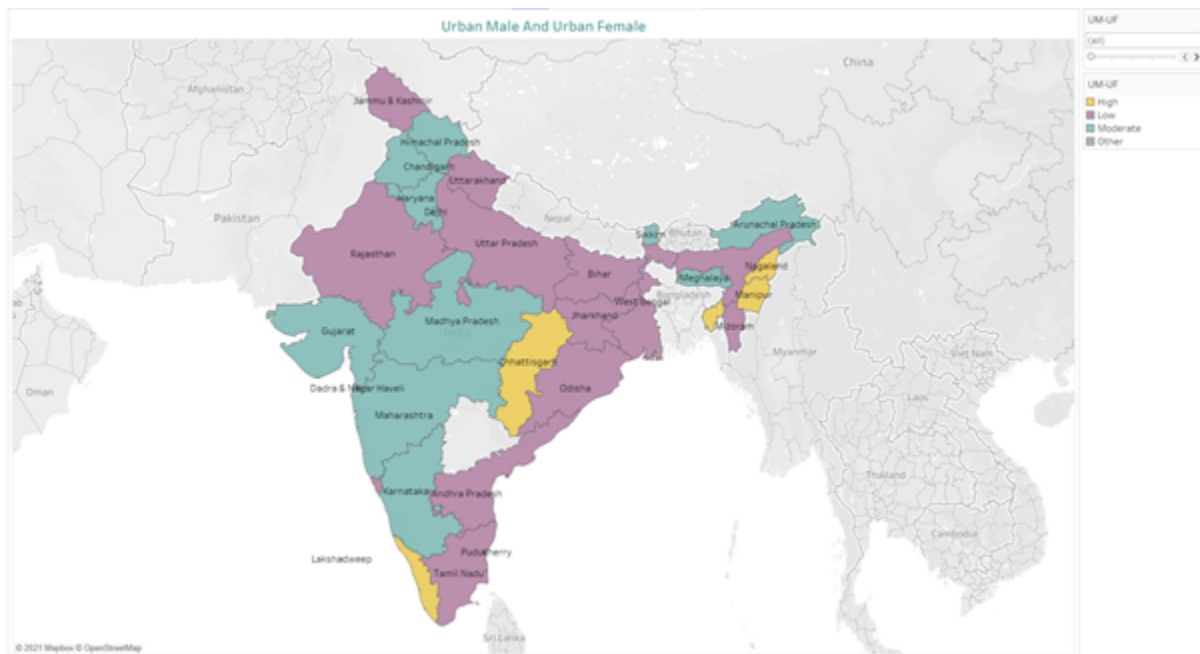 Urban Male And Urban Female
UM-UF
(All)
UM-UF
High
Low
Moderate
Other
China
Afghanistan
Jammu & Kashmir
Himachal Pradesh
Chandigarh
Uttarakhand
Haryana
Delhi
Pakistan
Nepal
Sikkim
Bhutan
Arunachal Pradesh
Rajasthan
Uttar Pradesh
Bihar
Nagaland
Meghalaya
Manipur
Bangladesh
West Bengal
Jharkhand
Mizoram
Gujarat
Madhya Pradesh
India
Myanmar
Viet Nam
Chhattisgarh
Oman
Dadra & Nagar Haveli
Odisha
Laos
Maharashtra
Thailand
Karnataka
Andhra Pradesh
Cambodia
Lakshadweep
Puducherry
Tamil Nadu
Sri Lanka
© 2021 Mapbox © OpenStreetMap